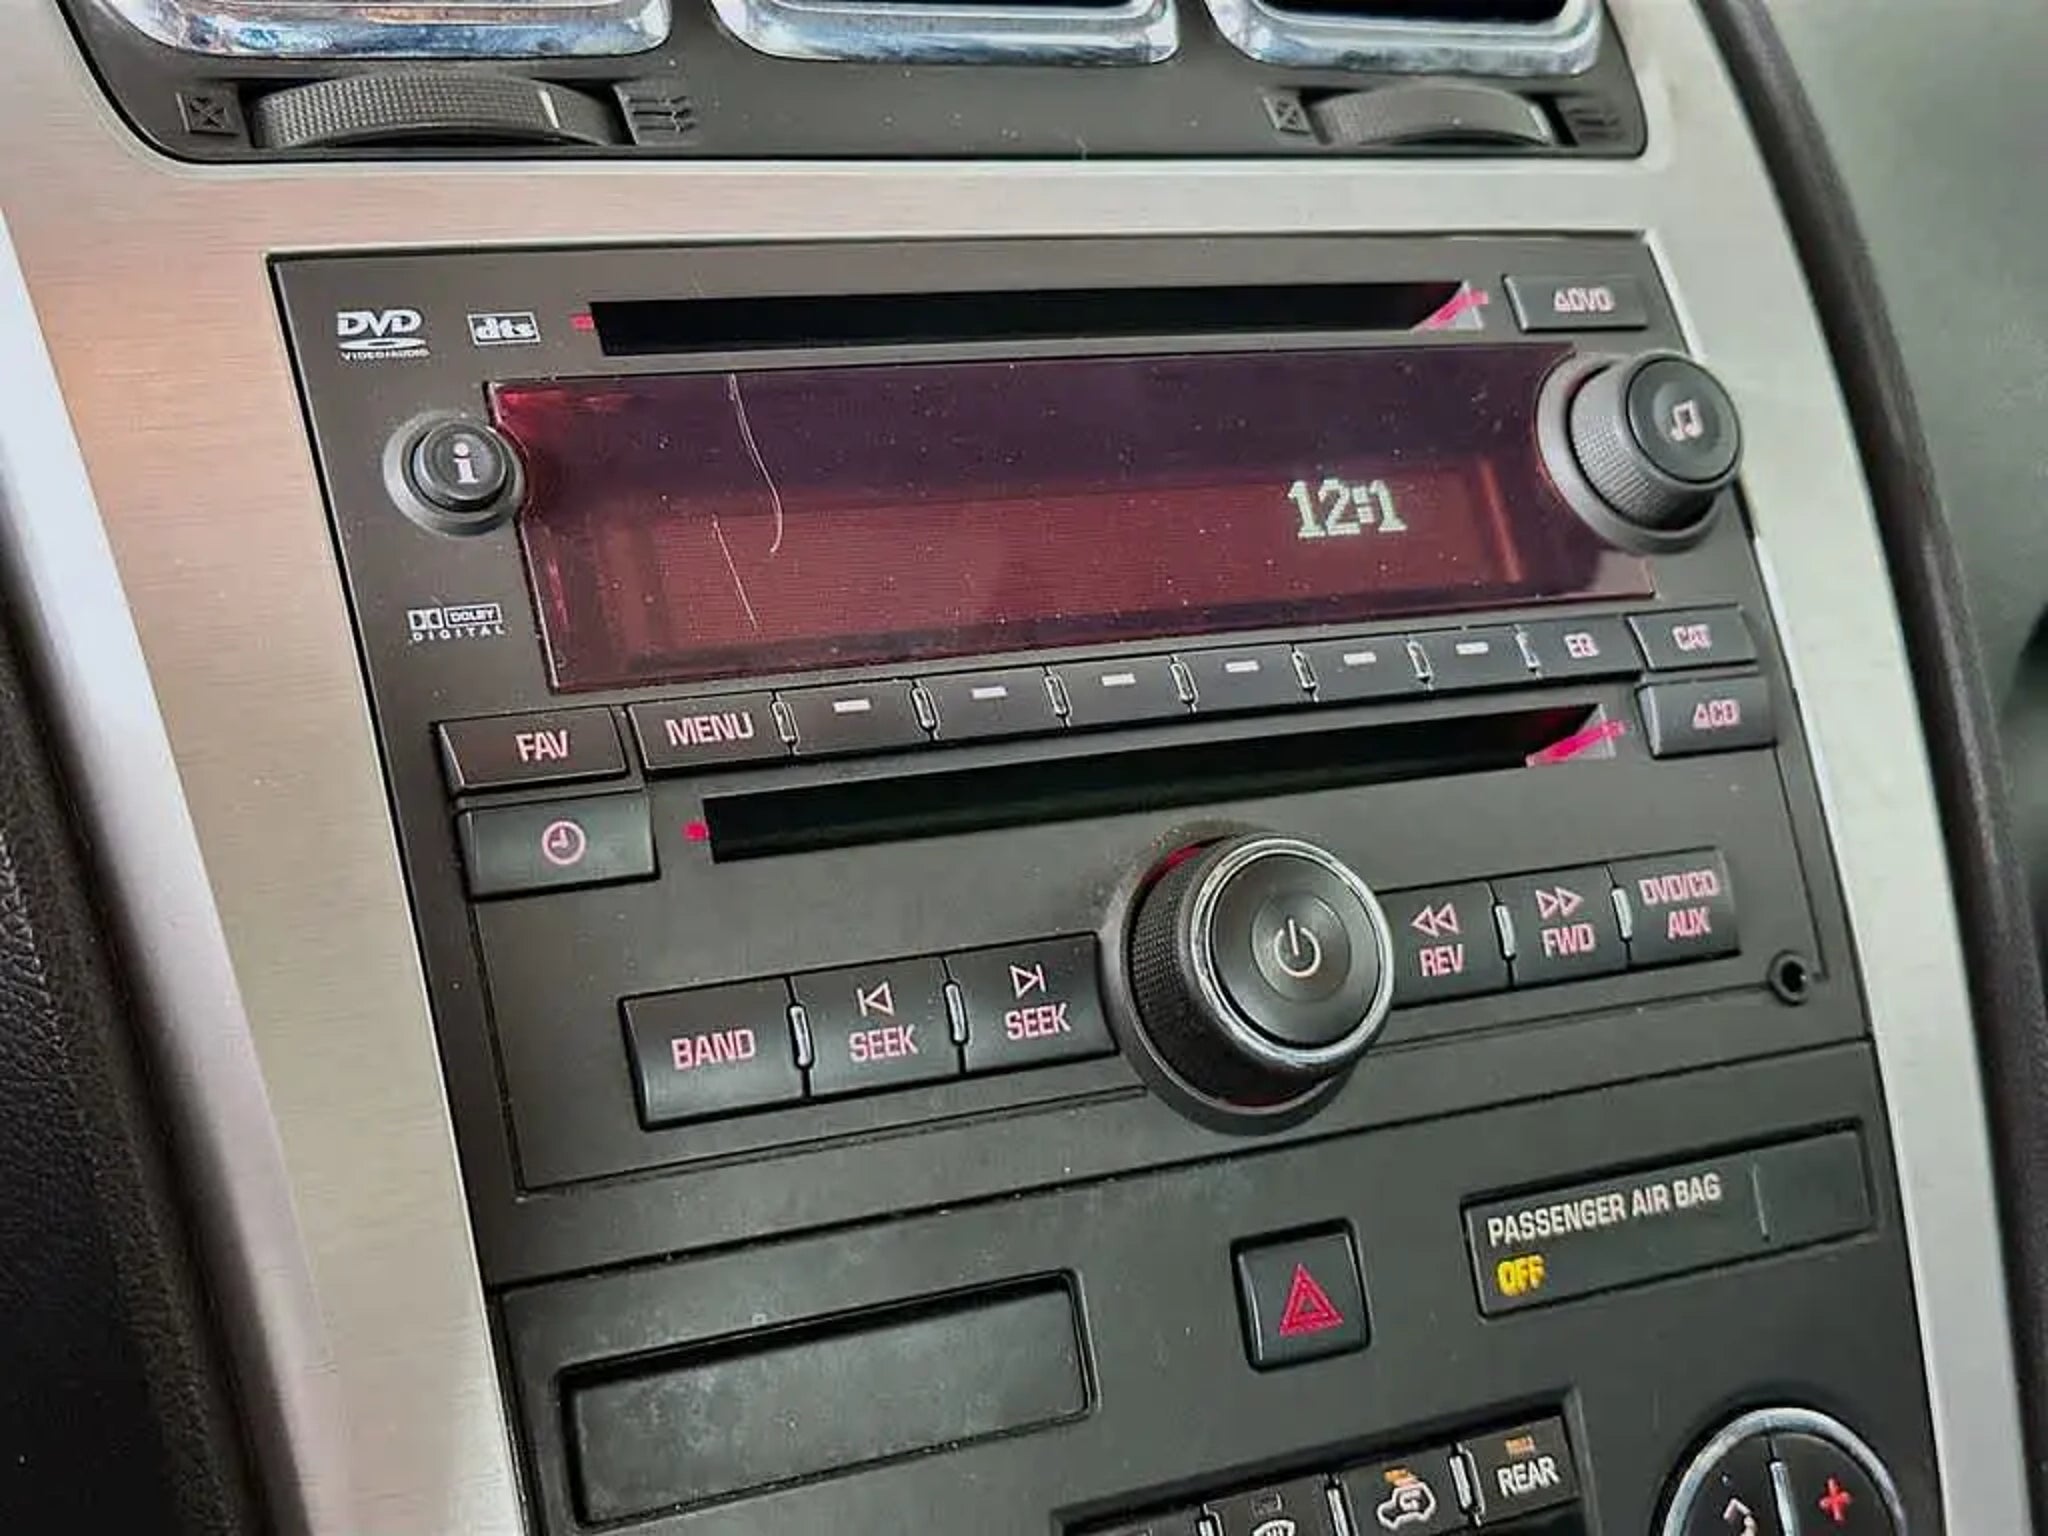 DVD
VIDEO/AUDIO
dts
DVD
i
12:1
DOLBY
DIGITAL
EQ
CAT
FAV
MENU
CD
BAND
SEEK
SEEK
REV
FWD
DVD/CD
AUX
PASSENGER AIR BAG
OFF
REAR